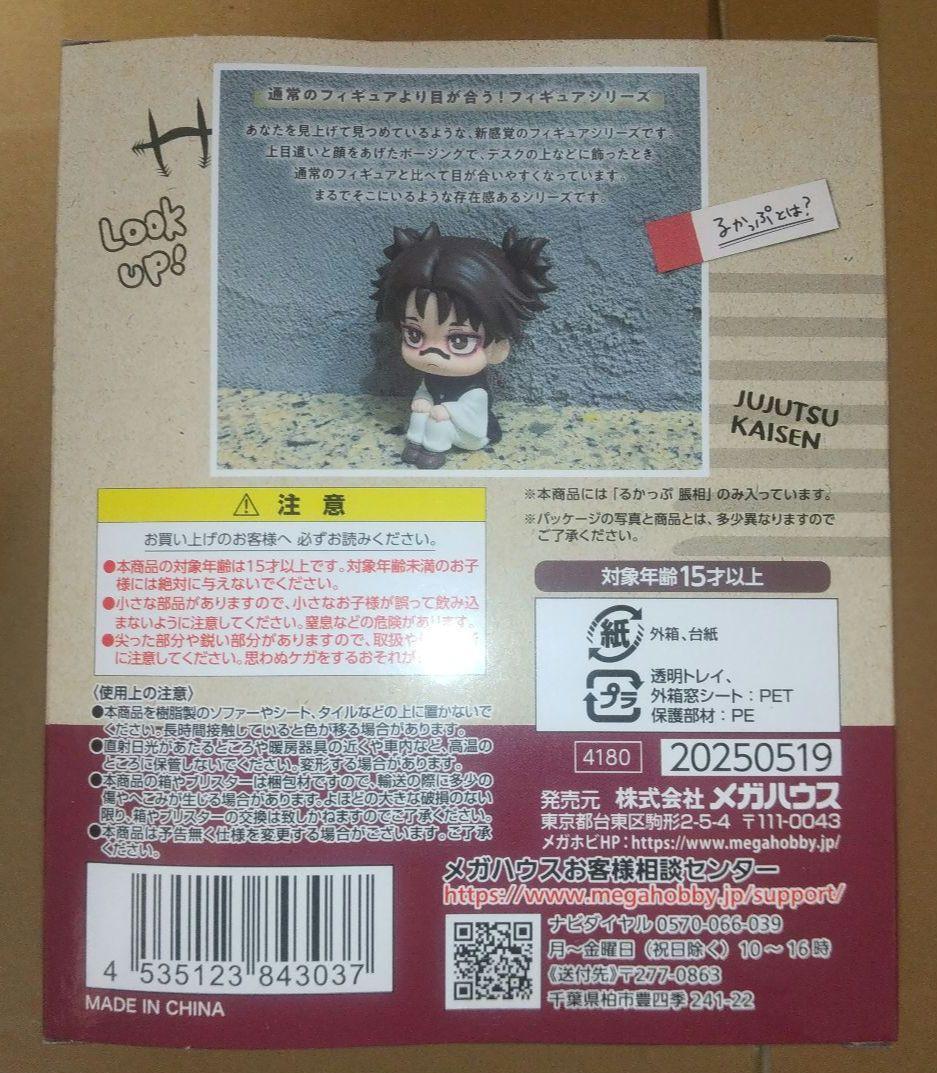 通常のフィギュアより目が合う!フィギュアシリーズ
あなたを見上げて見つめているような、新感覚のフィギュアシリーズです。
上目遣いと顔をあげたポージングで、デスクの上などに飾ったとき
通常のフィギュアと比べて目が合いやすくなっています。
まるでそこにいるような存在感あるシリーズです。
るかっぷとは?
Look
UP!
JUJUTSU
KAISEN
⚠ 注意
お買い上げのお客様へ 必ずお読みください。
●本商品の対象年齢は15才以上です。対象年齢未満のお子
様には絶対に与えないでください。
●小さな部品がありますので、小さなお子様が誤って飲み込
まないように注意してください。窒息などの危険があります。
●尖った部分や鋭い部分がありますので、取扱や
に注意してください。思わぬケガをするおそれが
〈使用上の注意〉
●本商品を樹脂製のソファーやシート、タイルなどの上に置かないで
ください。長時間接触していると色が移る場合があります。
●直射日光があたるところや暖房器具の近くや車内など、高温の
ところに保管しないでください。変形する場合があります。
●本商品の箱やブリスターは梱包材ですので、輸送の際に多少の
傷やへこみが生じる場合があります。よほどの大きな破損のない
限り、箱やブリスターの交換は致しかねますのでご了承ください。
●本商品は予告無く仕様を変更する場合がございます。ご了承
ください。
※本商品には「るかっぷ 脹相」のみ入っています。
※パッケージの写真と商品とは、多少異なりますので
ご了承ください。
対象年齢15才以上
紙 外箱、台紙
プラ 透明トレイ、
外箱窓シート:PET
保護部材:PE
4180 20250519
発売元 株式会社メガハウス
東京都台東区駒形2-5-4 〒111-0043
メガホビHP:https://www.megahobby.jp/
メガハウスお客様相談センター
https://www.megahobby.jp/support/
ナビダイヤル 0570-066-039
月~金曜日(祝日除く)10~16時
《送付先》〒277-0863
千葉県柏市豊四季241-22
4 535123 843037
MADE IN CHINA